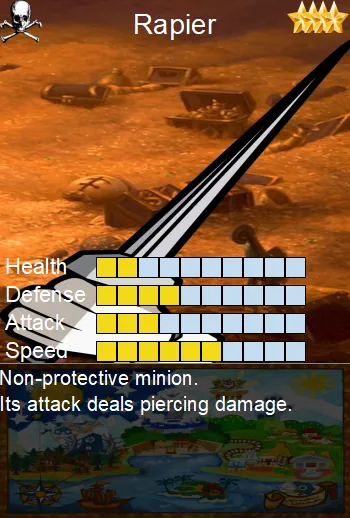 Rapier
Health
Defense
Attack
Speed
Non-protective minion.
Its attack deals piercing damage.